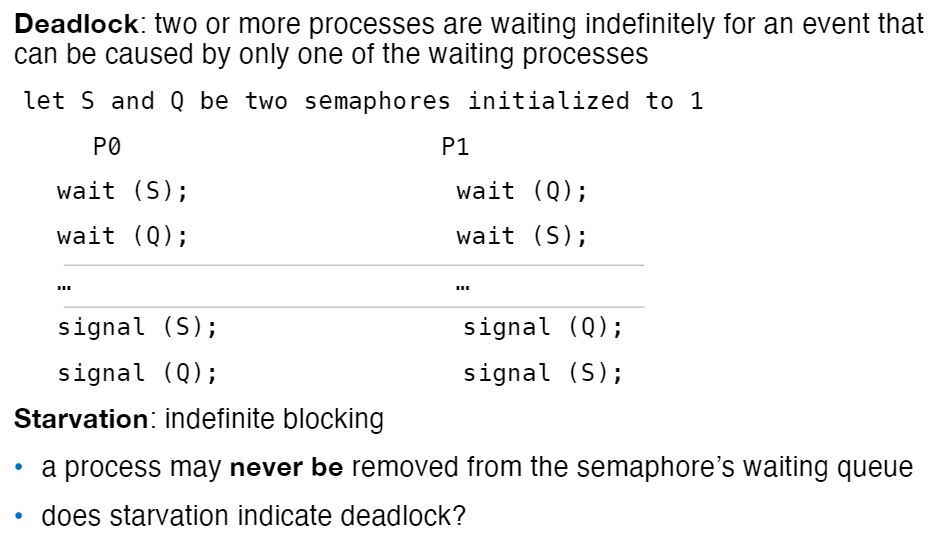 Deadlock: two or more processes are waiting indefinitely for an event that
can be caused by only one of the waiting processes
let S and Q be two semaphores initialized to 1
P0 P1
wait (S); wait (Q);
wait (Q); wait (S);
… …
signal (S); signal (Q);
signal (Q); signal (S);
Starvation: indefinite blocking
• a process may never be removed from the semaphore’s waiting queue
• does starvation indicate deadlock?